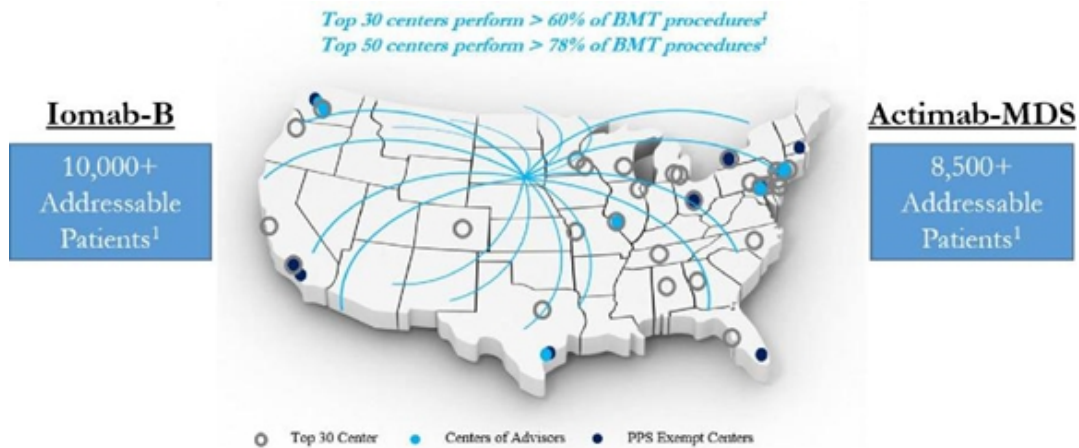 Top 30 centers perform > 60% of BMT procedures¹
Top 50 centers perform > 78% of BMT procedures¹
Iomab-B
10,000+
Addressable
Patients¹
Actimab-MDS
8,500+
Addressable
Patients¹
Top 30 Center
Centers of Advisors
PPS Exempt Centers